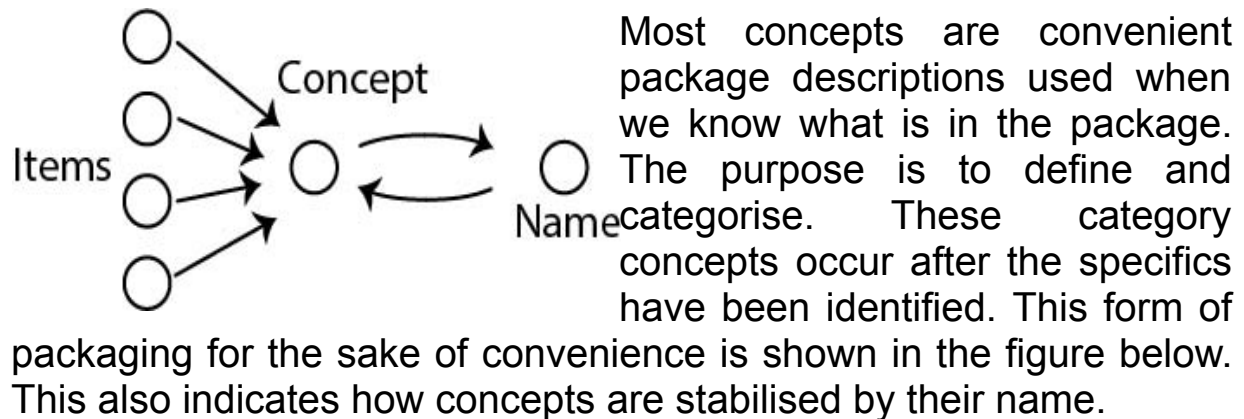 Most concepts are convenient
package descriptions used when
we know what is in the package.
The purpose is to define and
categorise. These category
concepts occur after the specifics
have been identified. This form of
packaging for the sake of convenience is shown in the figure below.
This also indicates how concepts are stabilised by their name.
Concept
Items
Name